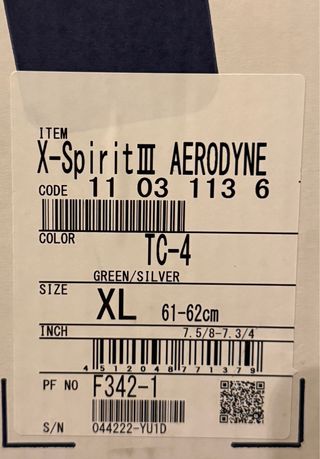 ITEM
X-SpiritⅢ AERODYNE
CODE 11 03 113 6
COLOR
TC-4
GREEN/SILVER
SIZE
XL 61-62cm
INCH 7.5/8-7.3/4
4 512048 771379
PF NO F342-1
S/N 044222-YU1D